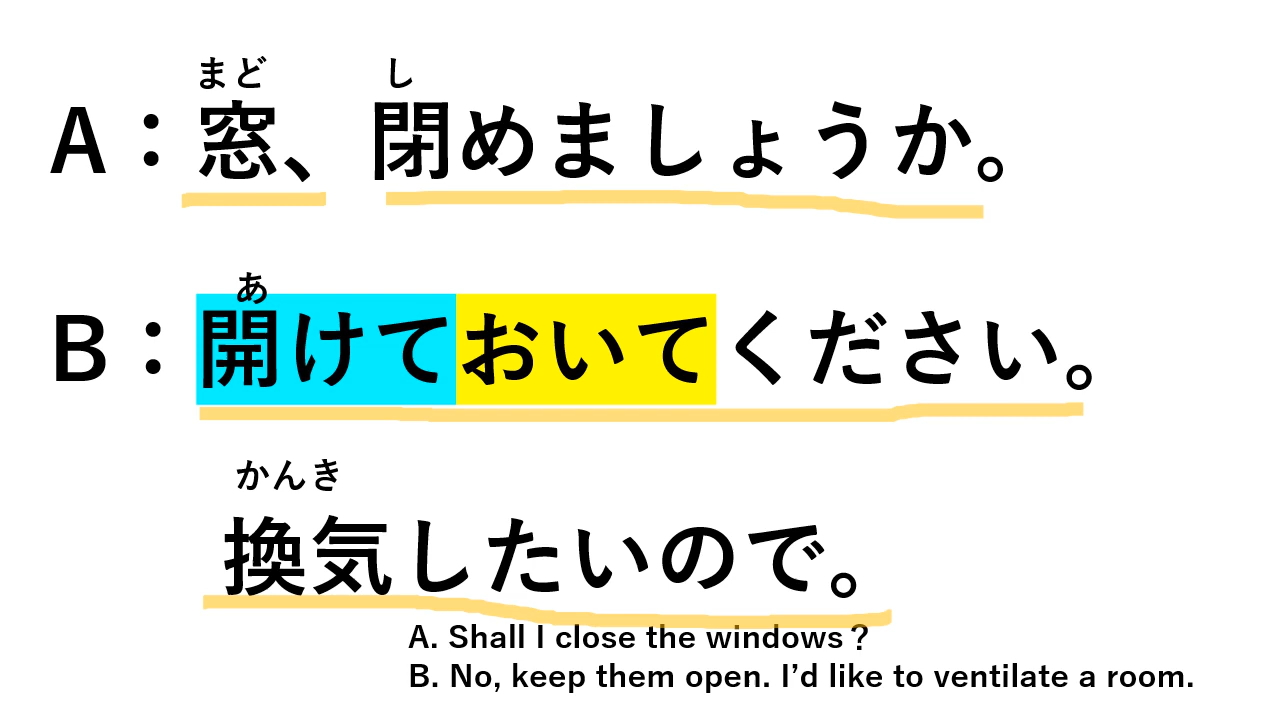 まど し
A：窓、閉めましょうか。
あ
B：開けておいてください。
かんき
換気したいので。
A. Shall I close the windows？
B. No, keep them open. I’d like to ventilate a room.